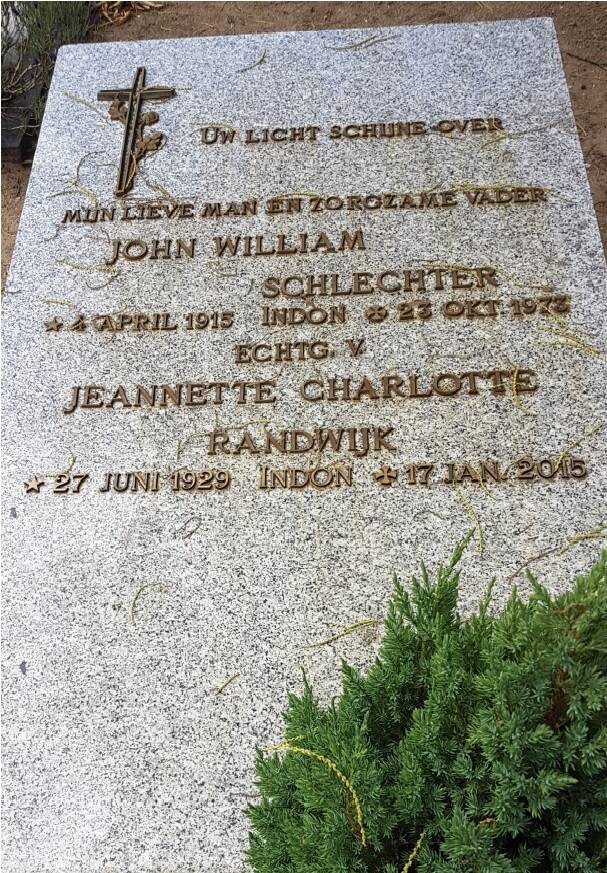 UW LICHT SCHIJNE OVER
MIJN LIEVE MAN EN ZORGZAME VADER
JOHN WILLIAM
SCHLECHTER
4 APRIL 1915 INDON 23 OKT 1973
ECHTG. V.
JEANNETTE CHARLOTTE
RANDWIJK
27 JUNI 1929 INDON 17 JAN. 2015